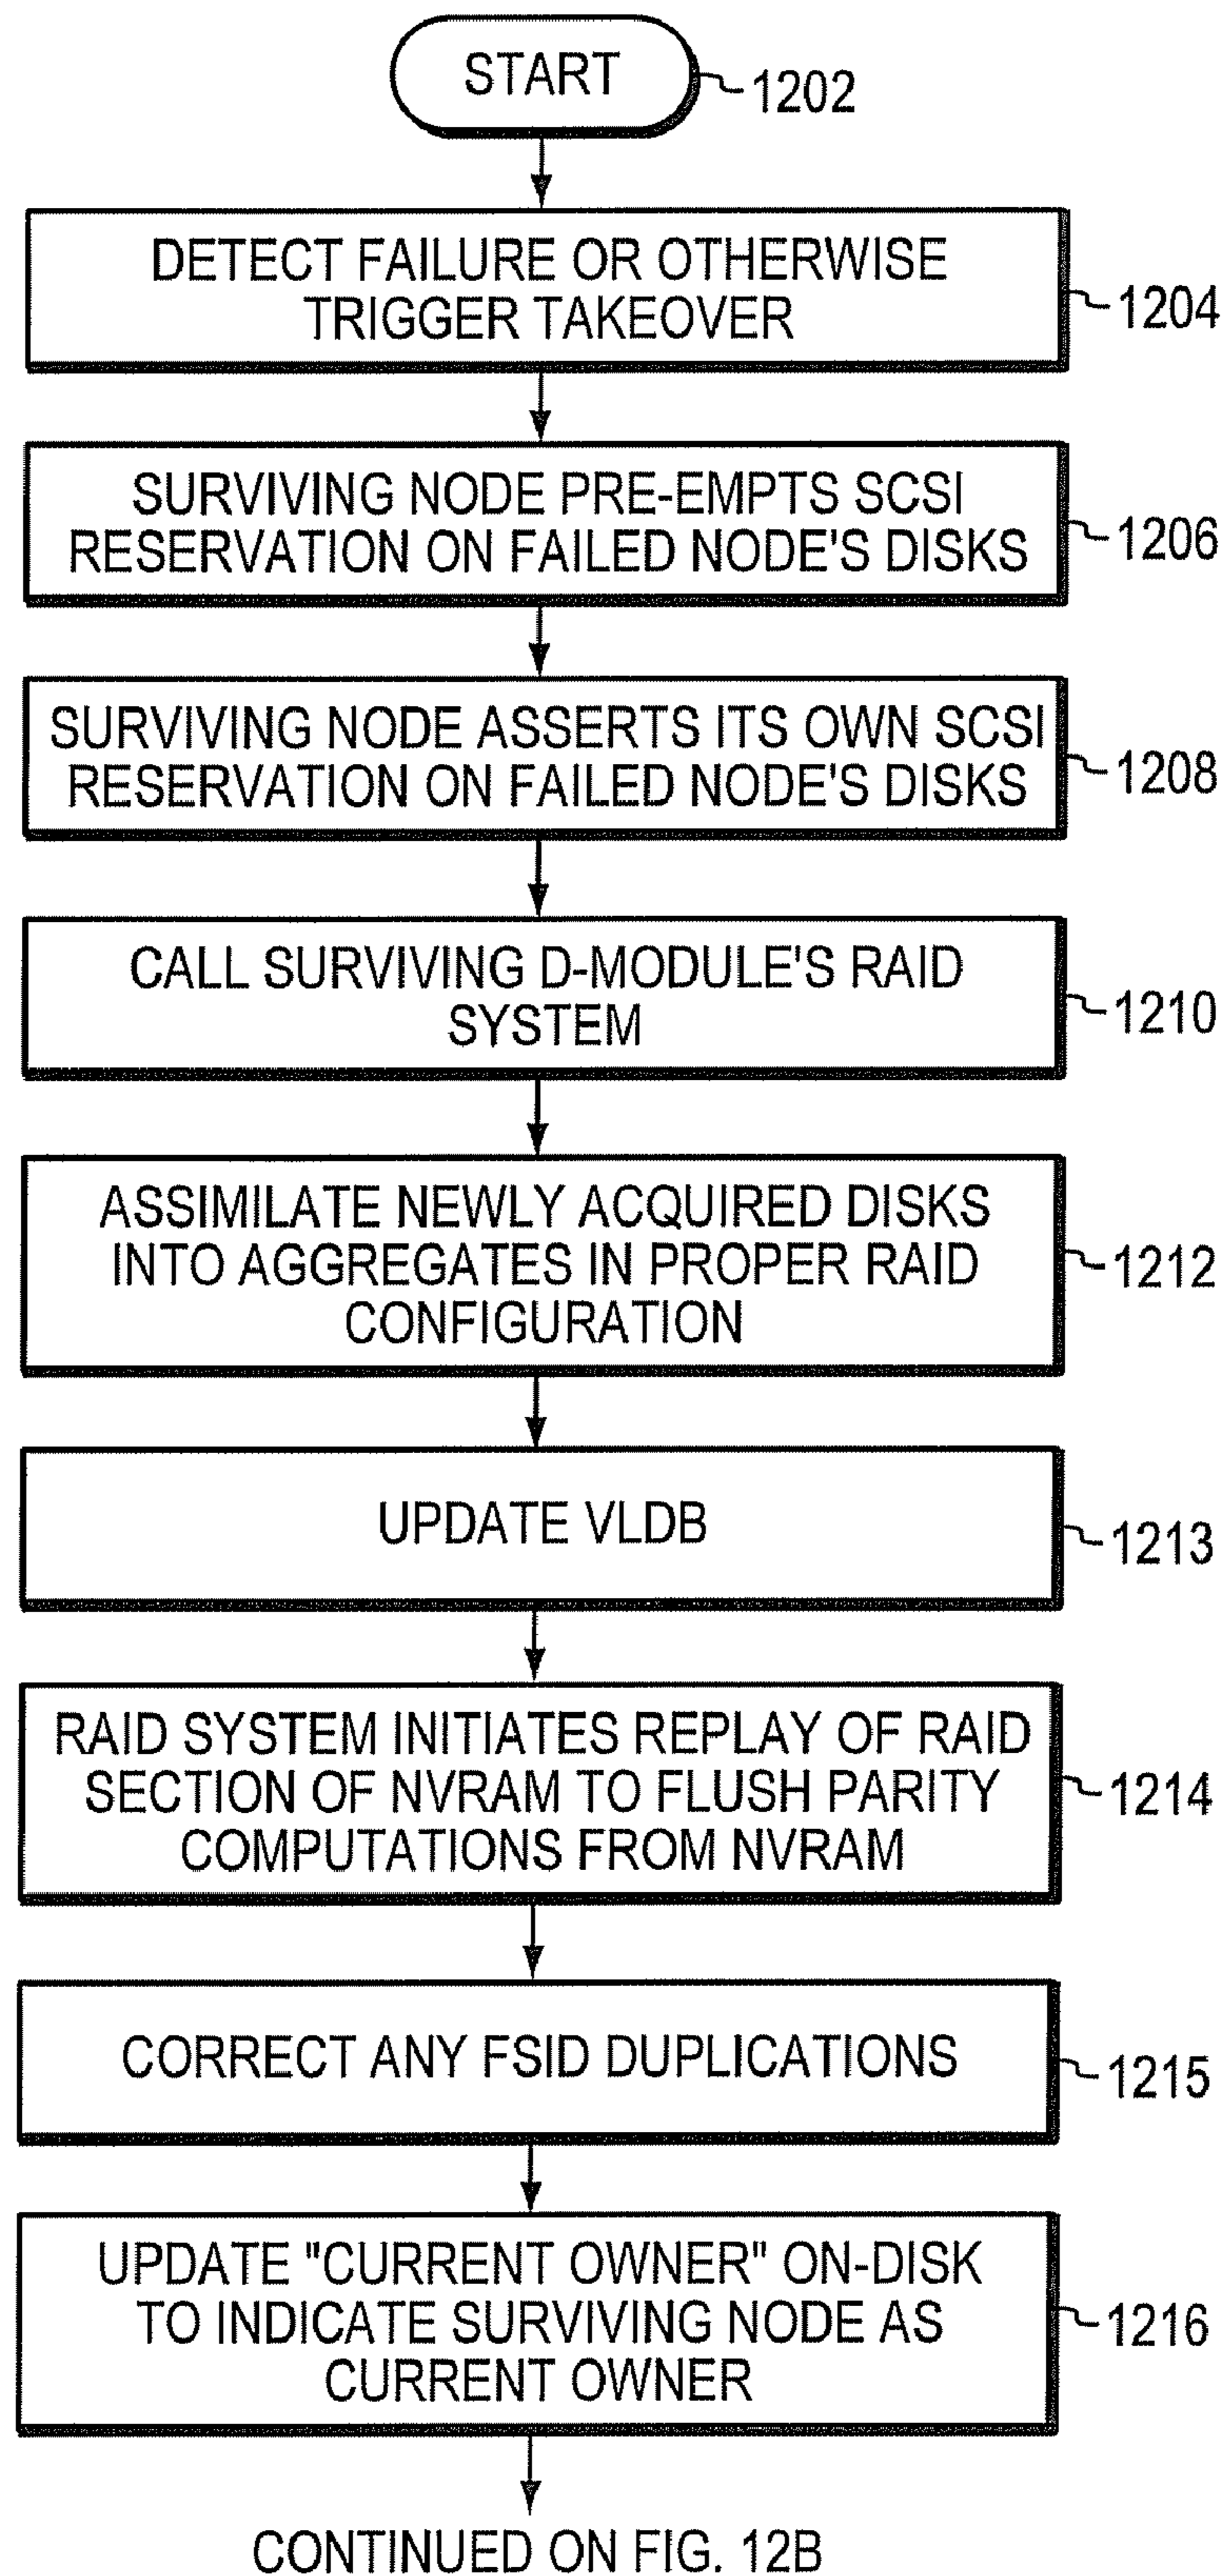 START
1202
DETECT FAILURE OR OTHERWISE
TRIGGER TAKEOVER
1204
SURVIVING NODE PRE-EMPTS SCSI
RESERVATION ON FAILED NODE'S DISKS
1206
SURVIVING NODE ASSERTS ITS OWN SCSI
RESERVATION ON FAILED NODE'S DISKS
1208
CALL SURVIVING D-MODULE'S RAID
SYSTEM
1210
ASSIMILATE NEWLY ACQUIRED DISKS
INTO AGGREGATES IN PROPER RAID
CONFIGURATION
1212
UPDATE VLDB
1213
RAID SYSTEM INITIATES REPLAY OF RAID
SECTION OF NVRAM TO FLUSH PARITY
COMPUTATIONS FROM NVRAM
1214
CORRECT ANY FSID DUPLICATIONS
1215
UPDATE "CURRENT OWNER" ON-DISK
TO INDICATE SURVIVING NODE AS
CURRENT OWNER
1216
CONTINUED ON FIG. 12B